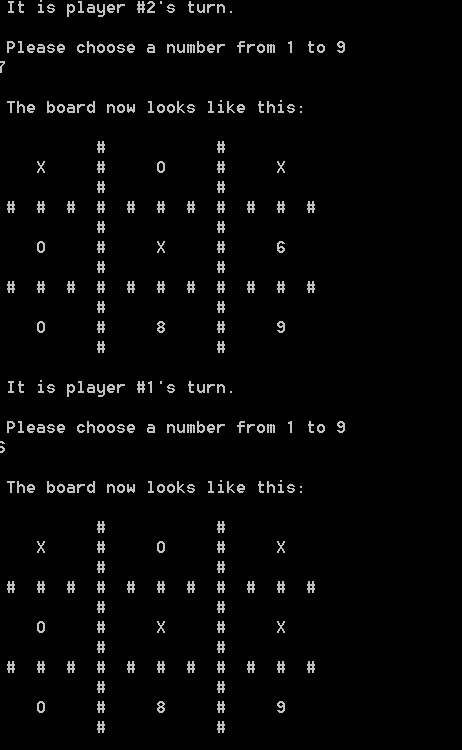 It is player #2's turn.
Please choose a number from 1 to 9
7
The board now looks like this:
# #
X # O # X
# #
# # # # # # # # # # #
# #
O # X # 6
# #
# # # # # # # # # # #
# #
O # 8 # 9
# #
It is player #1's turn.
Please choose a number from 1 to 9
6
The board now looks like this:
# #
X # O # X
# #
# # # # # # # # # # #
# #
O # X # X
# #
# # # # # # # # # # #
# #
O # 8 # 9
# #